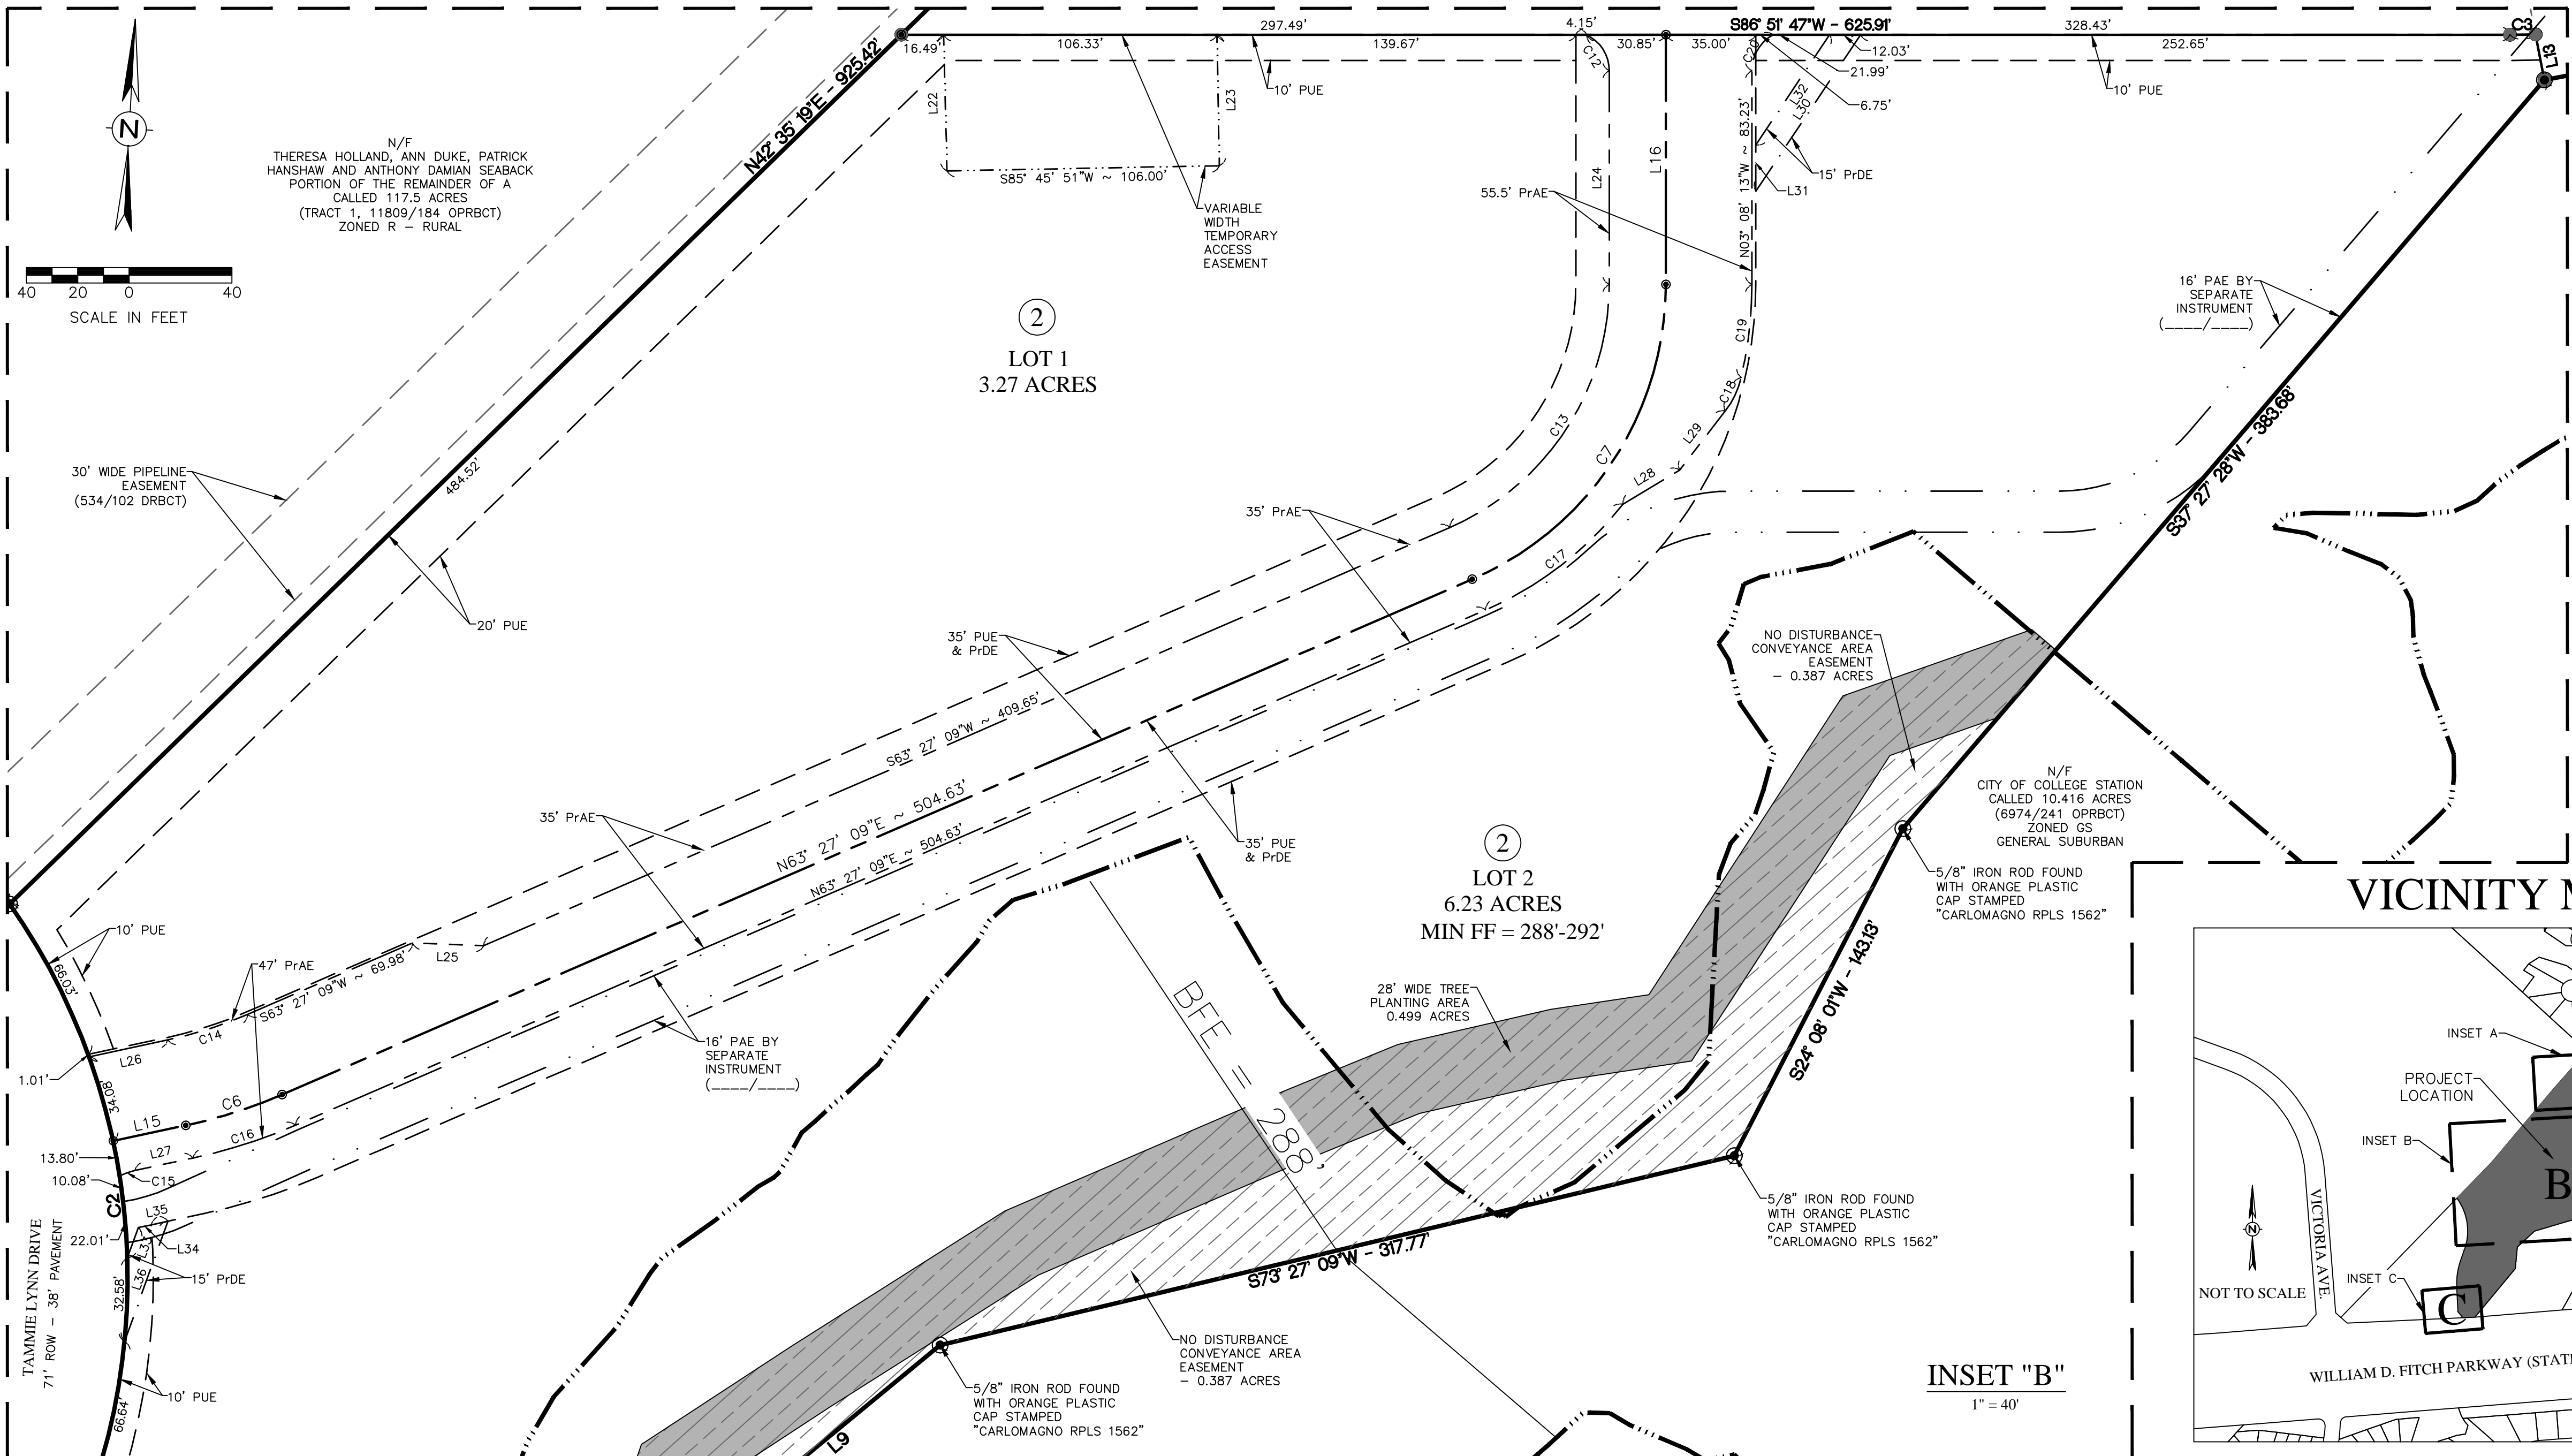 297.49'
4.15'
S86° 51' 47"W - 625.91'
328.43'
C3
16.49'
106.33'
139.67'
30.85'
35.00'
12.03'
252.65'
L13
C12
C20
21.99'
6.75'
10' PUE
10' PUE
N42° 35' 19"E - 925.42'
L22
L23
L24
L16
L32
L30
N03° 08' 13"W ~ 83.23'
15' PrDE
L31
55.5' PrAE
S85° 45' 51"W ~ 106.00'
N
N/F
THERESA HOLLAND, ANN DUKE, PATRICK
HANSHAW AND ANTHONY DAMIAN SEABACK
PORTION OF THE REMAINDER OF A
CALLED 117.5 ACRES
(TRACT 1, 11809/184 OPRBCT)
ZONED R – RURAL
VARIABLE
WIDTH
TEMPORARY
ACCESS
EASEMENT
40 20 0 40
SCALE IN FEET
16' PAE BY
SEPARATE
INSTRUMENT
(____/____)
2
LOT 1
3.27 ACRES
C19
C18
L29
L28
C13
C7
C17
30' WIDE PIPELINE
EASEMENT
(534/102 DRBCT)
484.52'
20' PUE
35' PrAE
S37° 27' 28"W - 383.68'
35' PUE
& PrDE
NO DISTURBANCE
CONVEYANCE AREA
EASEMENT
– 0.387 ACRES
S63° 27' 09"W ~ 409.65'
N63° 27' 09"E ~ 504.63'
N63° 27' 09"E ~ 504.63'
35' PrAE
35' PUE
& PrDE
N/F
CITY OF COLLEGE STATION
CALLED 10.416 ACRES
(6974/241 OPRBCT)
ZONED GS
GENERAL SUBURBAN
2
LOT 2
6.23 ACRES
MIN FF = 288'-292'
5/8" IRON ROD FOUND
WITH ORANGE PLASTIC
CAP STAMPED
"CARLOMAGNO RPLS 1562"
S24° 08' 01"W - 143.13'
10' PUE
66.03'
47' PrAE
L25
S63° 27' 09"W ~ 69.98'
C14
L26
1.01'
34.08'
C6
L15
C16
L27
13.80'
10.08'
C15
C2
L35
22.01'
L33
L34
L36
15' PrDE
32.58'
10' PUE
66.64'
TAMMIE LYNN DRIVE
71' ROW – 38' PAVEMENT
16' PAE BY
SEPARATE
INSTRUMENT
(____/____)
BFE = 288'
28' WIDE TREE
PLANTING AREA
0.499 ACRES
5/8" IRON ROD FOUND
WITH ORANGE PLASTIC
CAP STAMPED
"CARLOMAGNO RPLS 1562"
S73° 27' 09"W - 317.77'
NO DISTURBANCE
CONVEYANCE AREA
EASEMENT
– 0.387 ACRES
5/8" IRON ROD FOUND
WITH ORANGE PLASTIC
CAP STAMPED
"CARLOMAGNO RPLS 1562"
L9
INSET "B"
1" = 40'
VICINITY M
INSET A
PROJECT
LOCATION
INSET B
B
VICTORIA AVE.
N
NOT TO SCALE
INSET C
C
WILLIAM D. FITCH PARKWAY (STAT